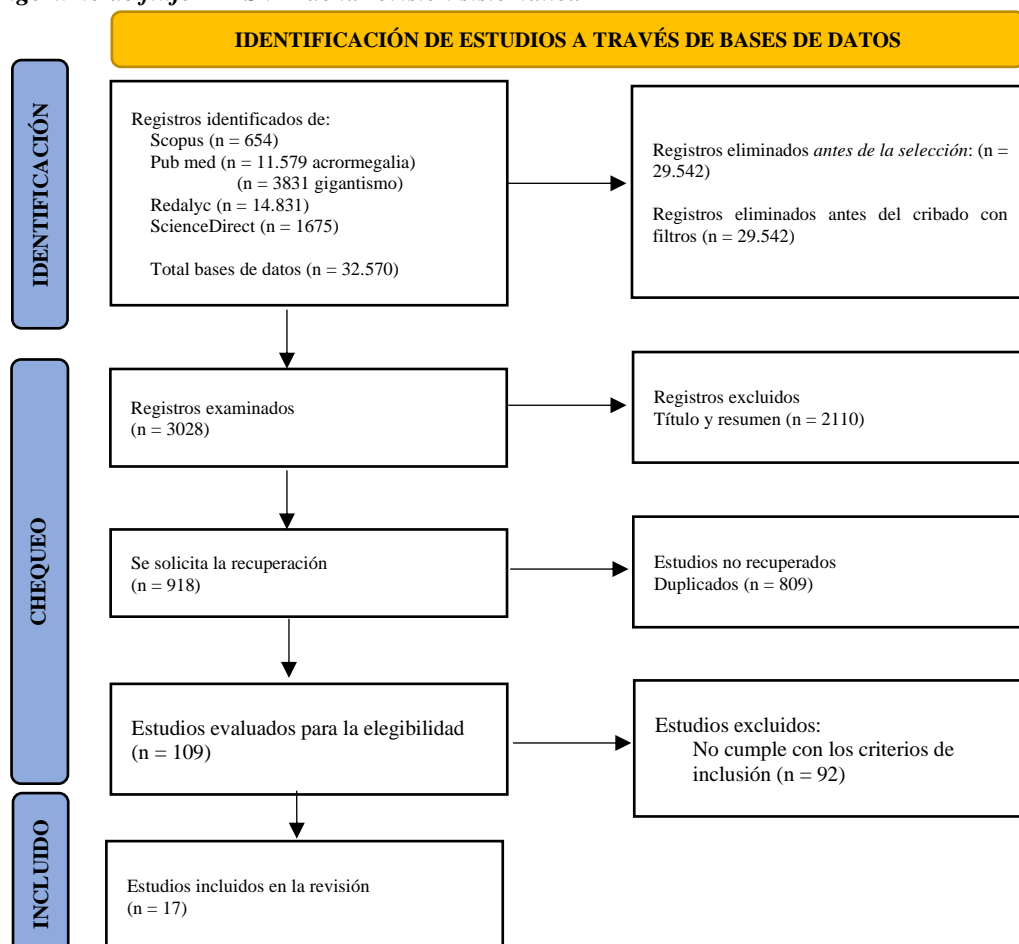 IDENTIFICACIÓN DE ESTUDIOS A TRAVÉS DE BASES DE DATOS
IDENTIFICACIÓN
Registros identificados de:
Scopus (n = 654)
Pub med (n = 11.579 acrormegalia)
(n = 3831 gigantismo)
Redalyc (n = 14.831)
ScienceDirect (n = 1675)
Total bases de datos (n = 32.570)
Registros eliminados antes de la selección: (n =
29.542)
Registros eliminados antes del cribado con
filtros (n = 29.542)
CHEQUEO
Registros examinados
(n = 3028)
Registros excluidos
Título y resumen (n = 2110)
Se solicita la recuperación
(n = 918)
Estudios no recuperados
Duplicados (n = 809)
Estudios evaluados para la elegibilidad
(n = 109)
Estudios excluidos:
No cumple con los criterios de
inclusión (n = 92)
INCLUIDO
Estudios incluidos en la revisión
(n = 17)